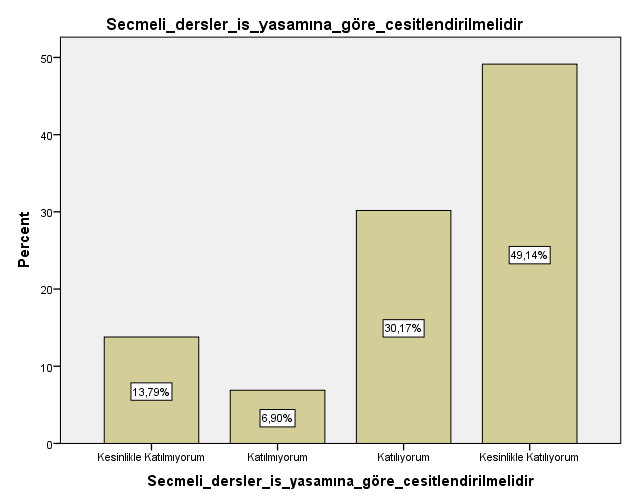 Secmeli_dersler_is_yasamına_göre_cesitlendirilmelidir
50
40
30
20
10
0
Percent
13,79%
6,90%
30,17%
49,14%
Kesinlikle Katılmıyorum
Katılmıyorum
Katılıyorum
Kesinlikle Katılıyorum
Secmeli_dersler_is_yasamına_göre_cesitlendirilmelidir